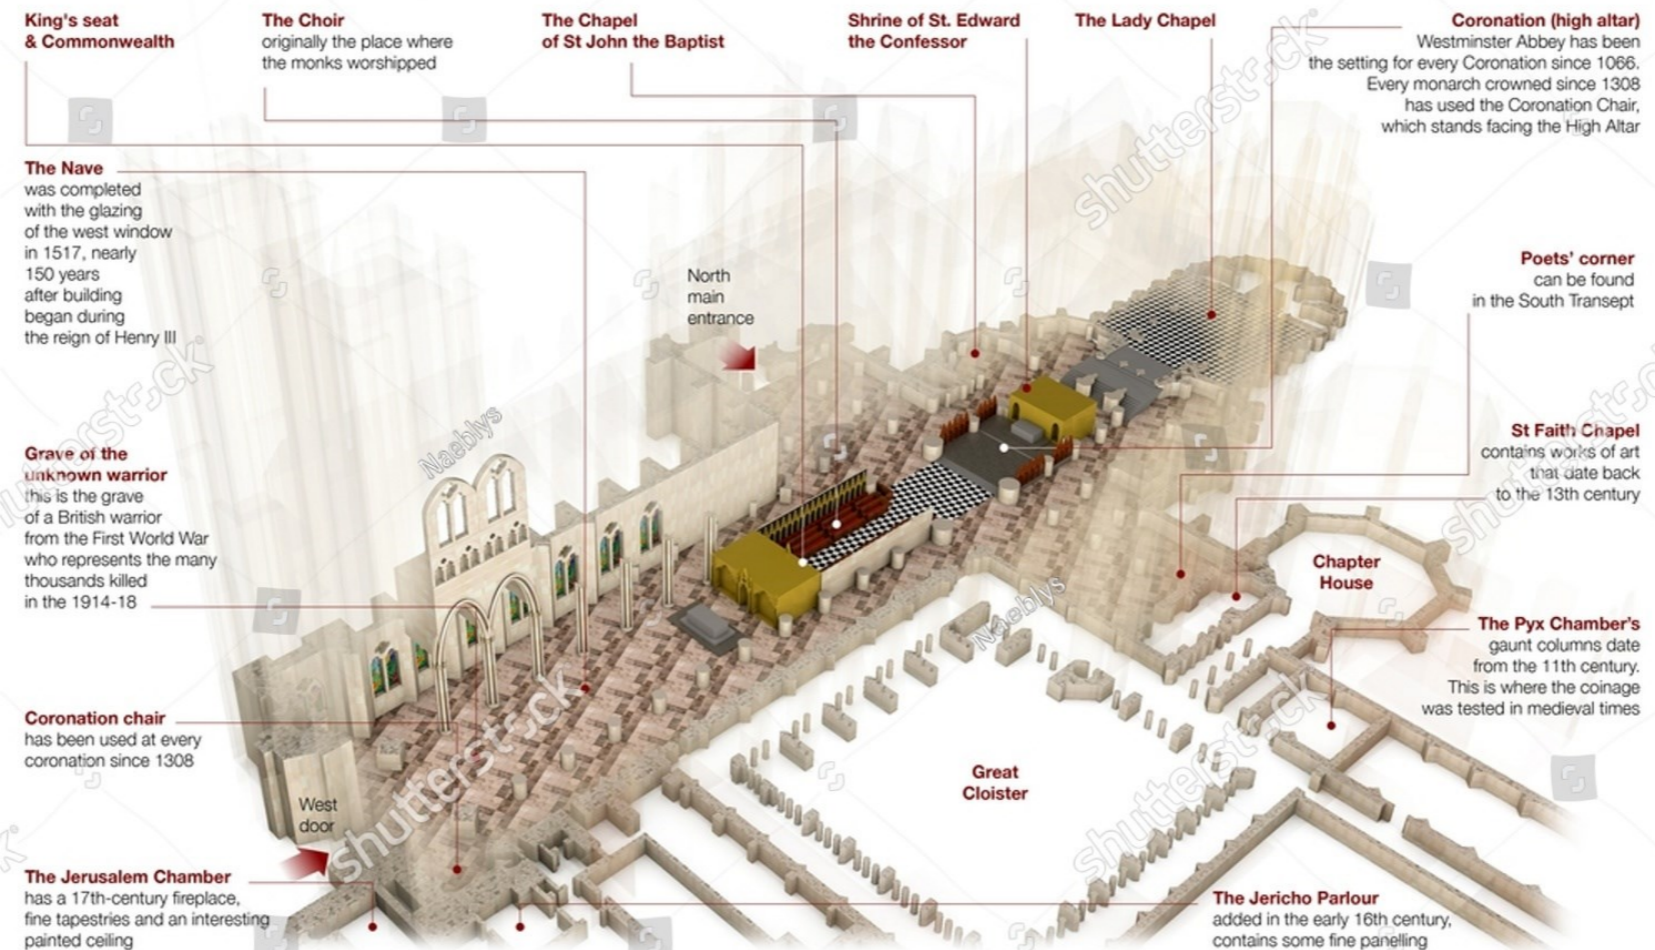 King's seat
& Commonwealth
The Choir
originally the place where
the monks worshipped
The Chapel
of St John the Baptist
Shrine of St. Edward
the Confessor
The Lady Chapel
Coronation (high altar)
Westminster Abbey has been
the setting for every Coronation since 1066.
Every monarch crowned since 1308
has used the Coronation Chair,
which stands facing the High Altar
The Nave
was completed
with the glazing
of the west window
in 1517, nearly
150 years
after building
began during
the reign of Henry III
North
main
entrance
Poets' corner
can be found
in the South Transept
Grave of the
unknown warrior
this is the grave
of a British warrior
from the First World War
who represents the many
thousands killed
in the 1914-18
St Faith Chapel
contains works of art
that date back
to the 13th century
Chapter
House
The Pyx Chamber's
gaunt columns date
from the 11th century.
This is where the coinage
was tested in medieval times
Coronation chair
has been used at every
coronation since 1308
Great
Cloister
West
door
The Jerusalem Chamber
has a 17th-century fireplace,
fine tapestries and an interesting
painted ceiling
The Jericho Parlour
added in the early 16th century,
contains some fine panelling
shutterstock
shutterstock
shutterstock
shutterstock
shutterstock
Naeblys
Naeblys